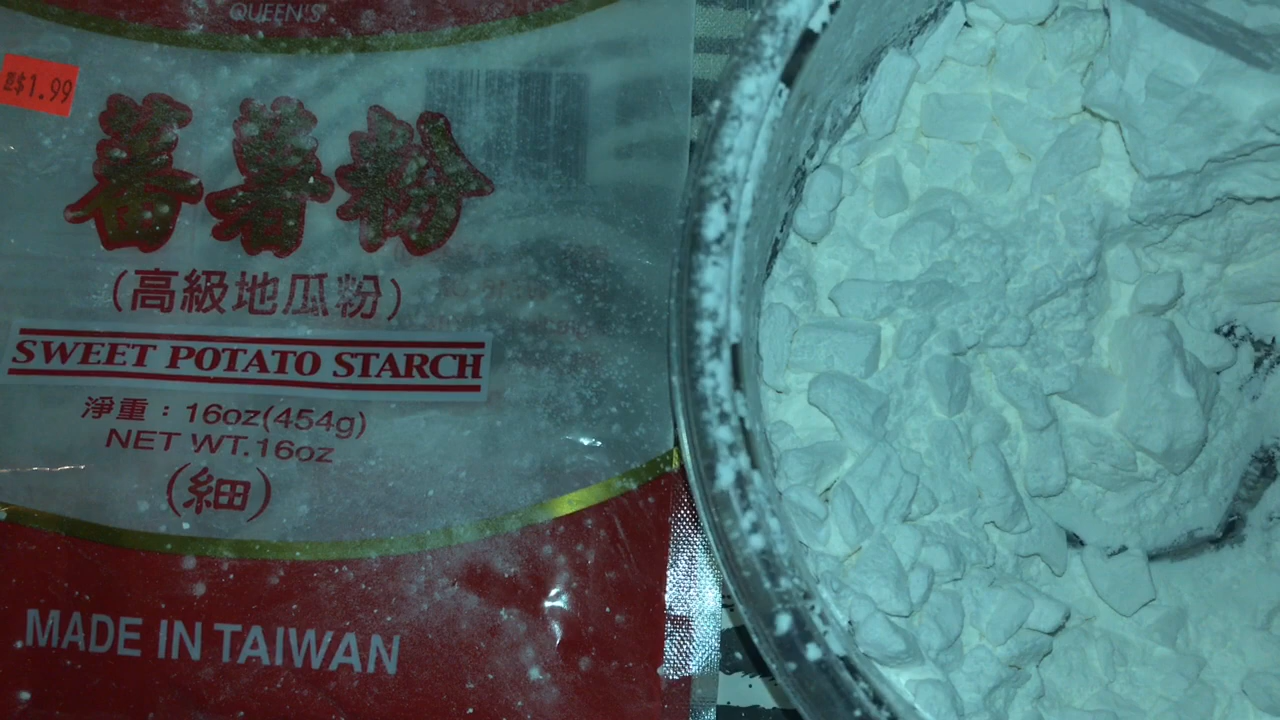 QUEEN'S
$1.99
蕃薯粉
(高級地瓜粉)
SWEET POTATO STARCH
淨重：16oz(454g)
NET WT.16oz
(細)
MADE IN TAIWAN